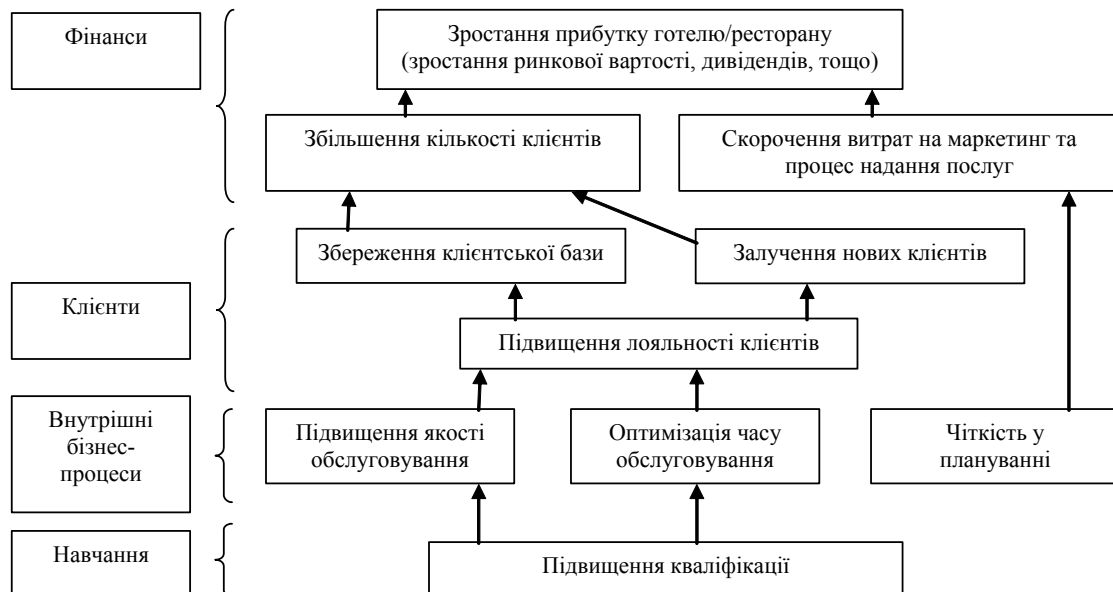 Фінанси
Зростання прибутку готелю/ресторану
(зростання ринкової вартості, дивідендів, тощо)
Збільшення кількості клієнтів
Скорочення витрат на маркетинг та
процес надання послуг
Збереження клієнтської бази
Залучення нових клієнтів
Клієнти
Підвищення лояльності клієнтів
Внутрішні
бізнес-
процеси
Підвищення якості
обслуговування
Оптимізація часу
обслуговування
Чіткість у
плануванні
Навчання
Підвищення кваліфікації